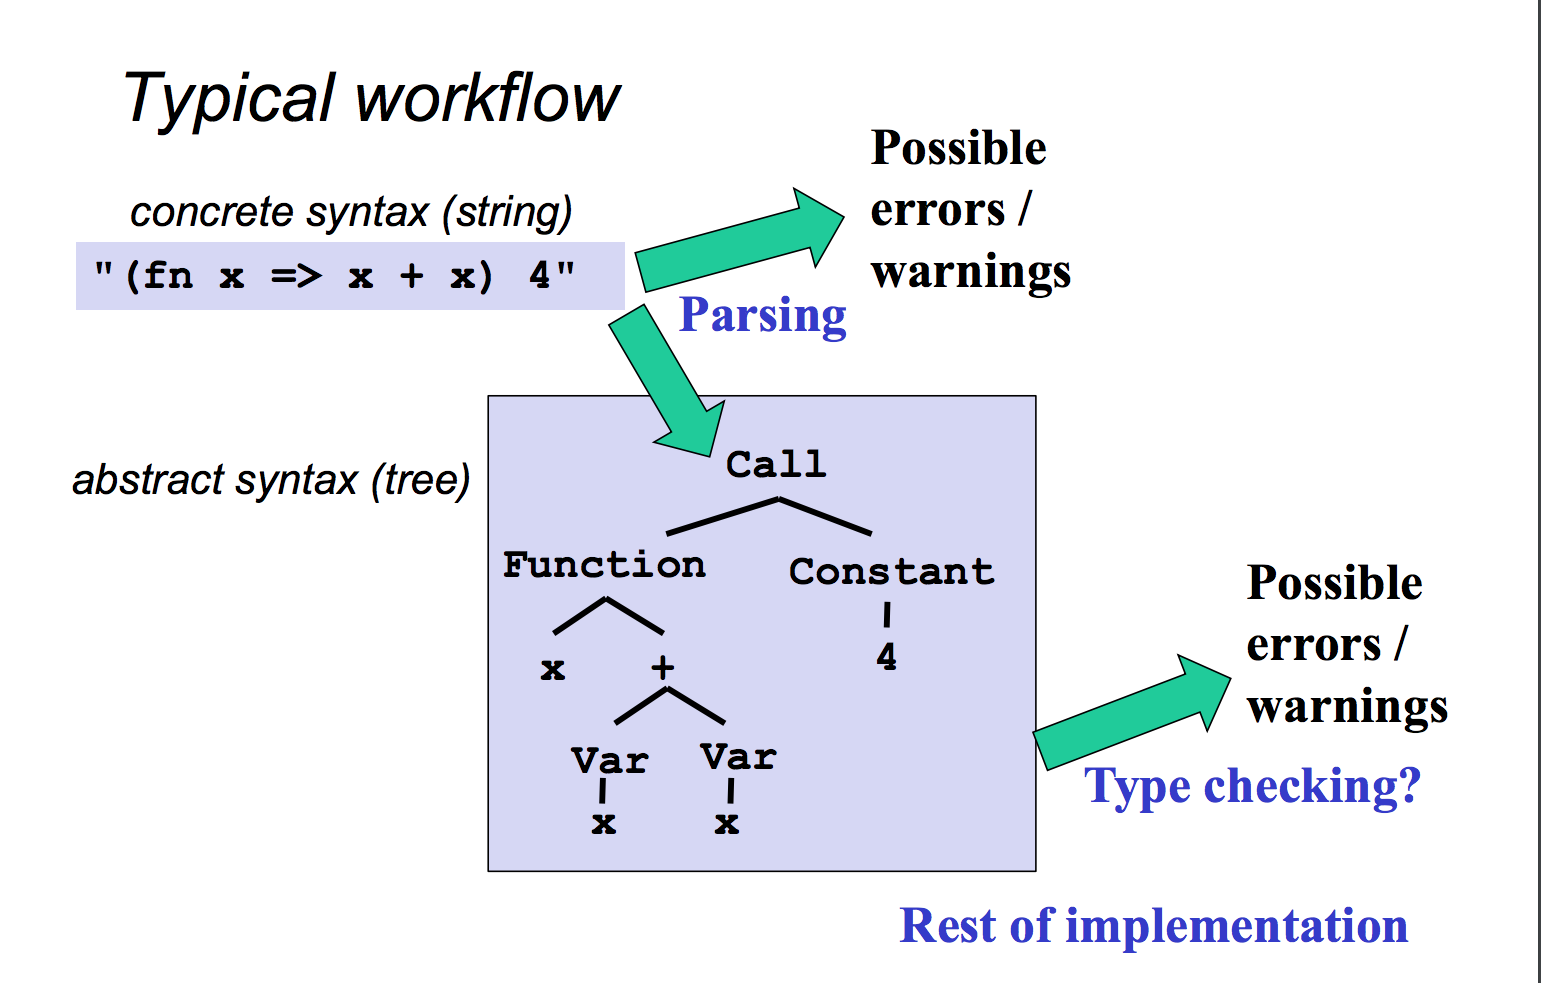 Typical workflow
concrete syntax (string)
"(fn x => x + x) 4"
Possible
errors /
warnings
Parsing
abstract syntax (tree)
Call
Function
Constant
x
+
4
Var
Var
x
x
Possible
errors /
warnings
Type checking?
Rest of implementation